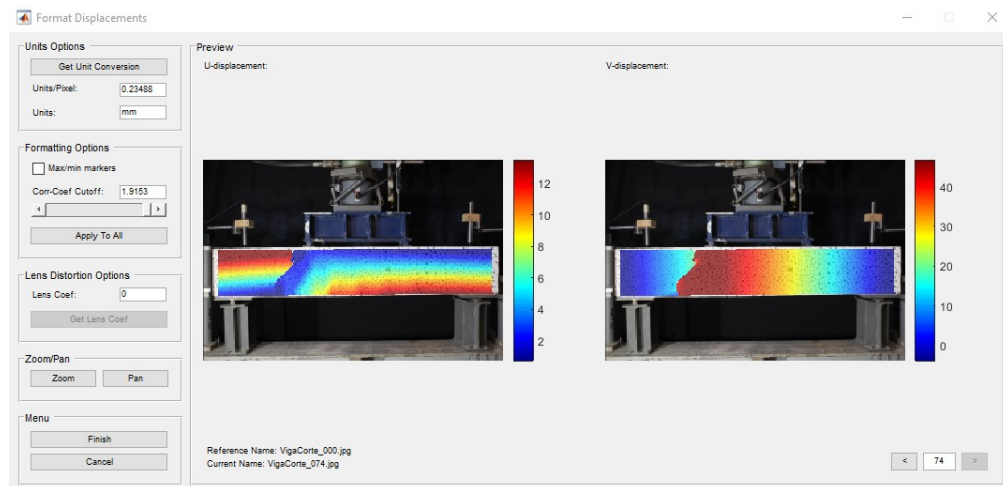 Format Displacements
Units Options
Get Unit Conversion
Units/Pixel: 0.23488
Units: mm
Formatting Options
Max/min markers
Corr-Coef Cutoff: 1.9153
Apply To All
Lens Distortion Options
Lens Coef: 0
Get Lens Coef
Zoom/Pan
Zoom Pan
Menu
Finish
Cancel
Preview
U-displacement:
12
10
8
6
4
2
V-displacement:
40
30
20
10
0
Reference Name: VigaCorte_000.jpg
Current Name: VigaCorte_074.jpg
< 74 >